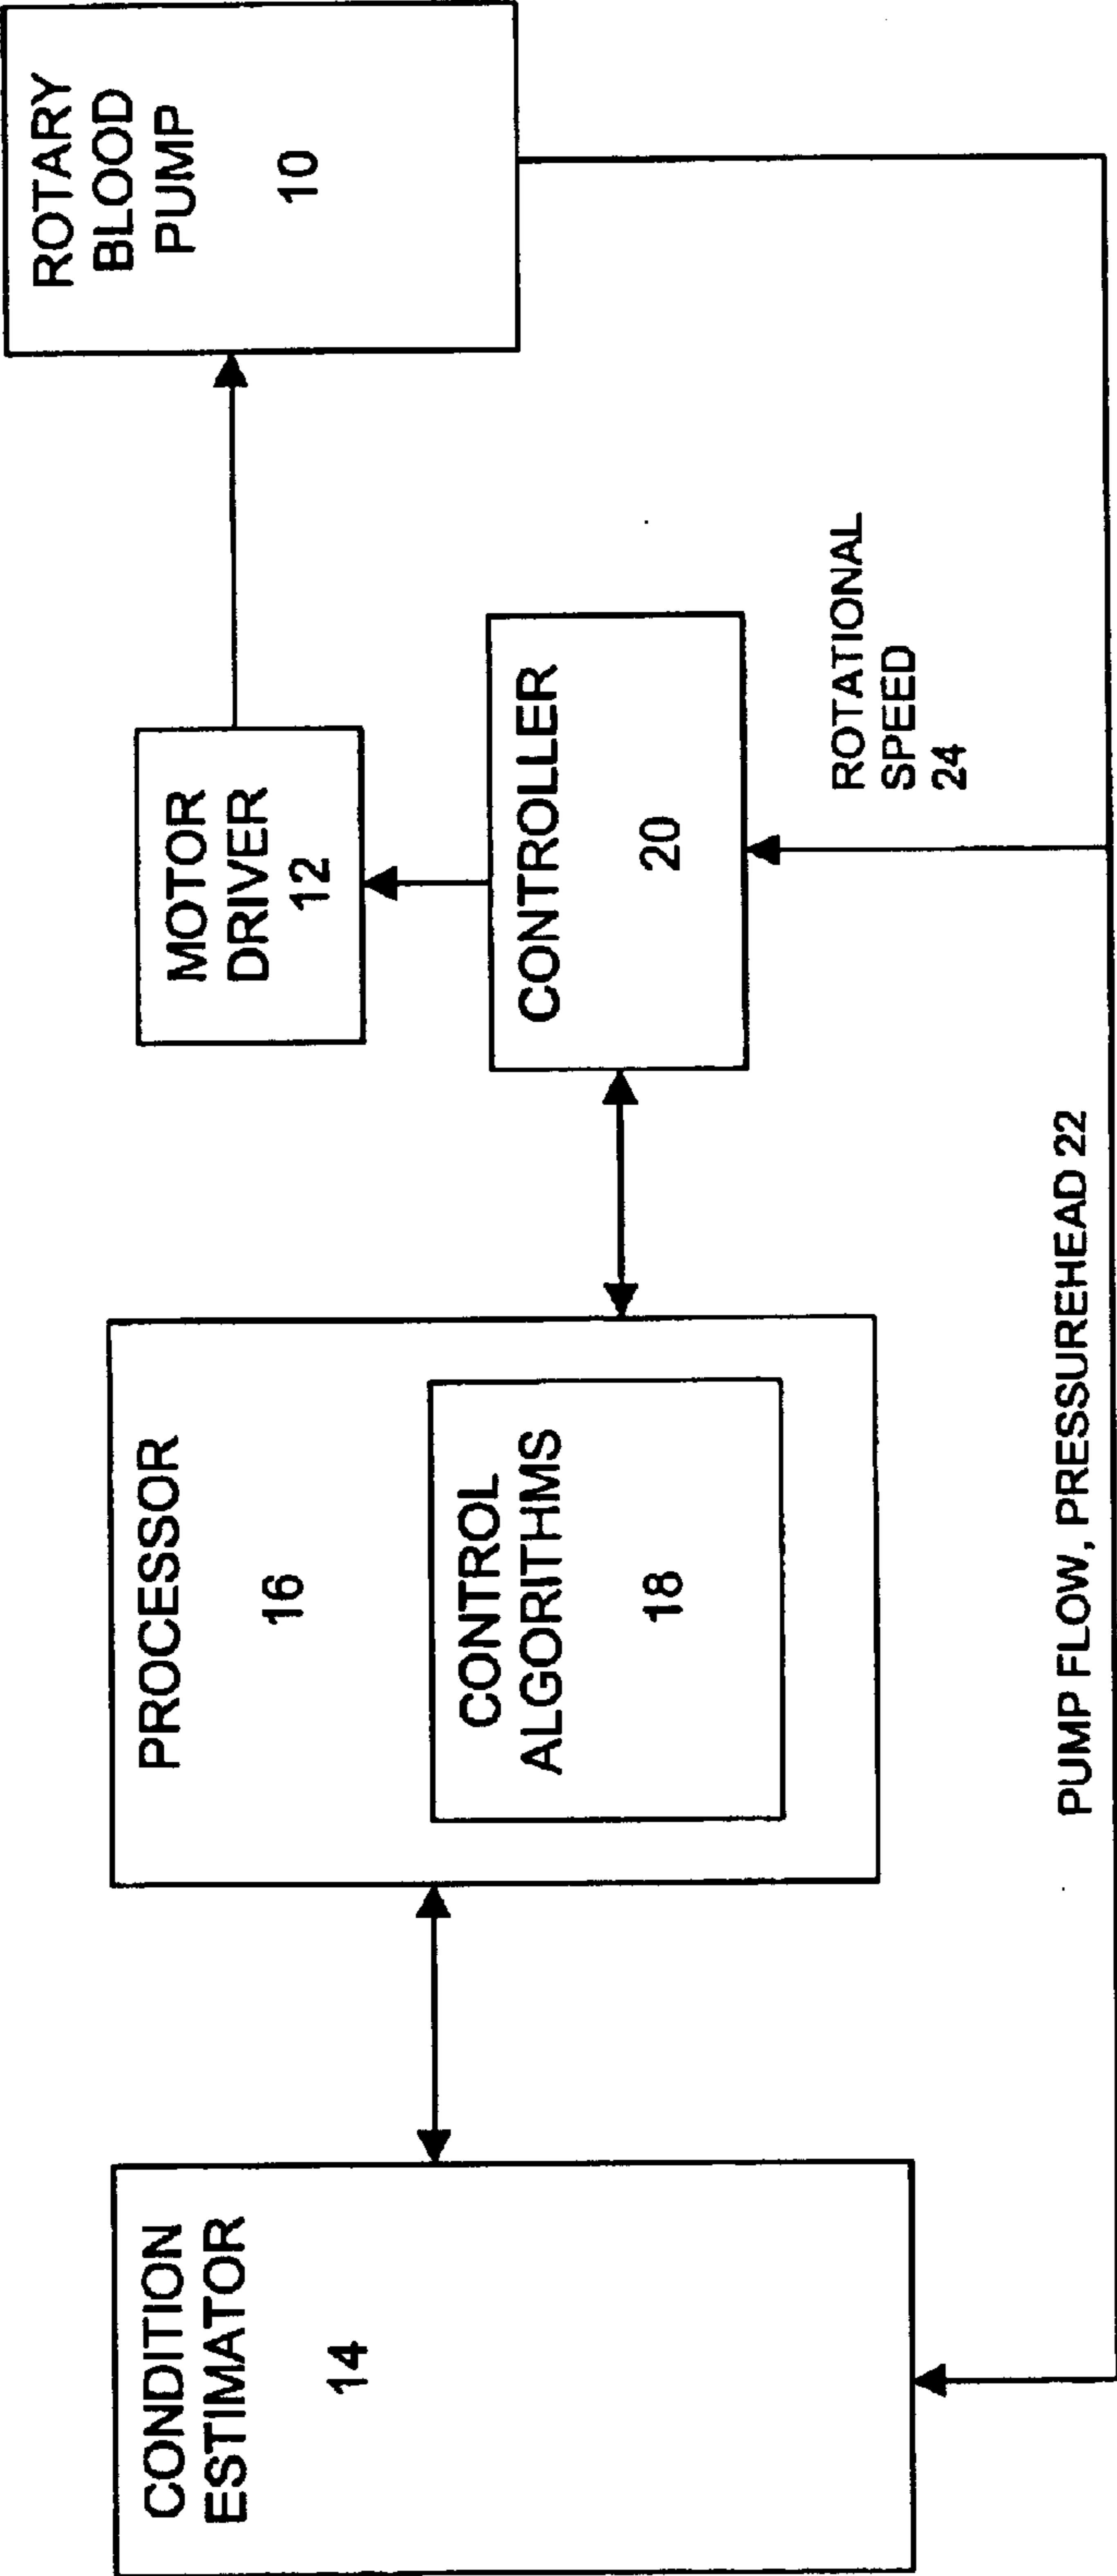 CONDITION
ESTIMATOR
14
PROCESSOR
16
CONTROL
ALGORITHMS
18
MOTOR
DRIVER
12
CONTROLLER
20
ROTARY
BLOOD
PUMP
10
ROTATIONAL
SPEED
24
PUMP FLOW, PRESSUREHEAD 22